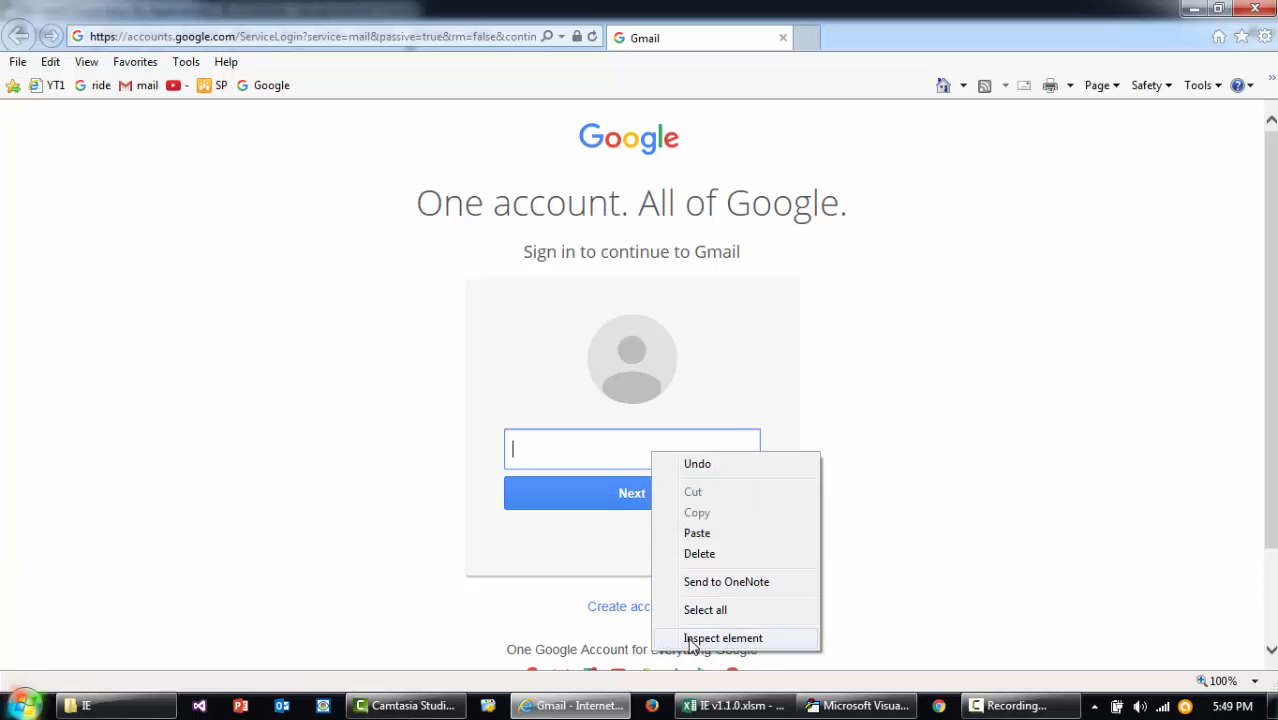 https://accounts.google.com/ServiceLogin?service=mail&passive=true&rm=false&contin
Gmail
File Edit View Favorites Tools Help
YT1 ride mail SP Google
Page Safety Tools
Google
One account. All of Google.
Sign in to continue to Gmail
Next
Undo
Cut
Copy
Paste
Delete
Send to OneNote
Select all
Inspect element
Create acc
One Google Account for everything Google
100%
IE
Camtasia Studio...
Gmail - Internet...
IE v1.1.0.xlsm - ...
Microsoft Visua...
Recording...
5:49 PM